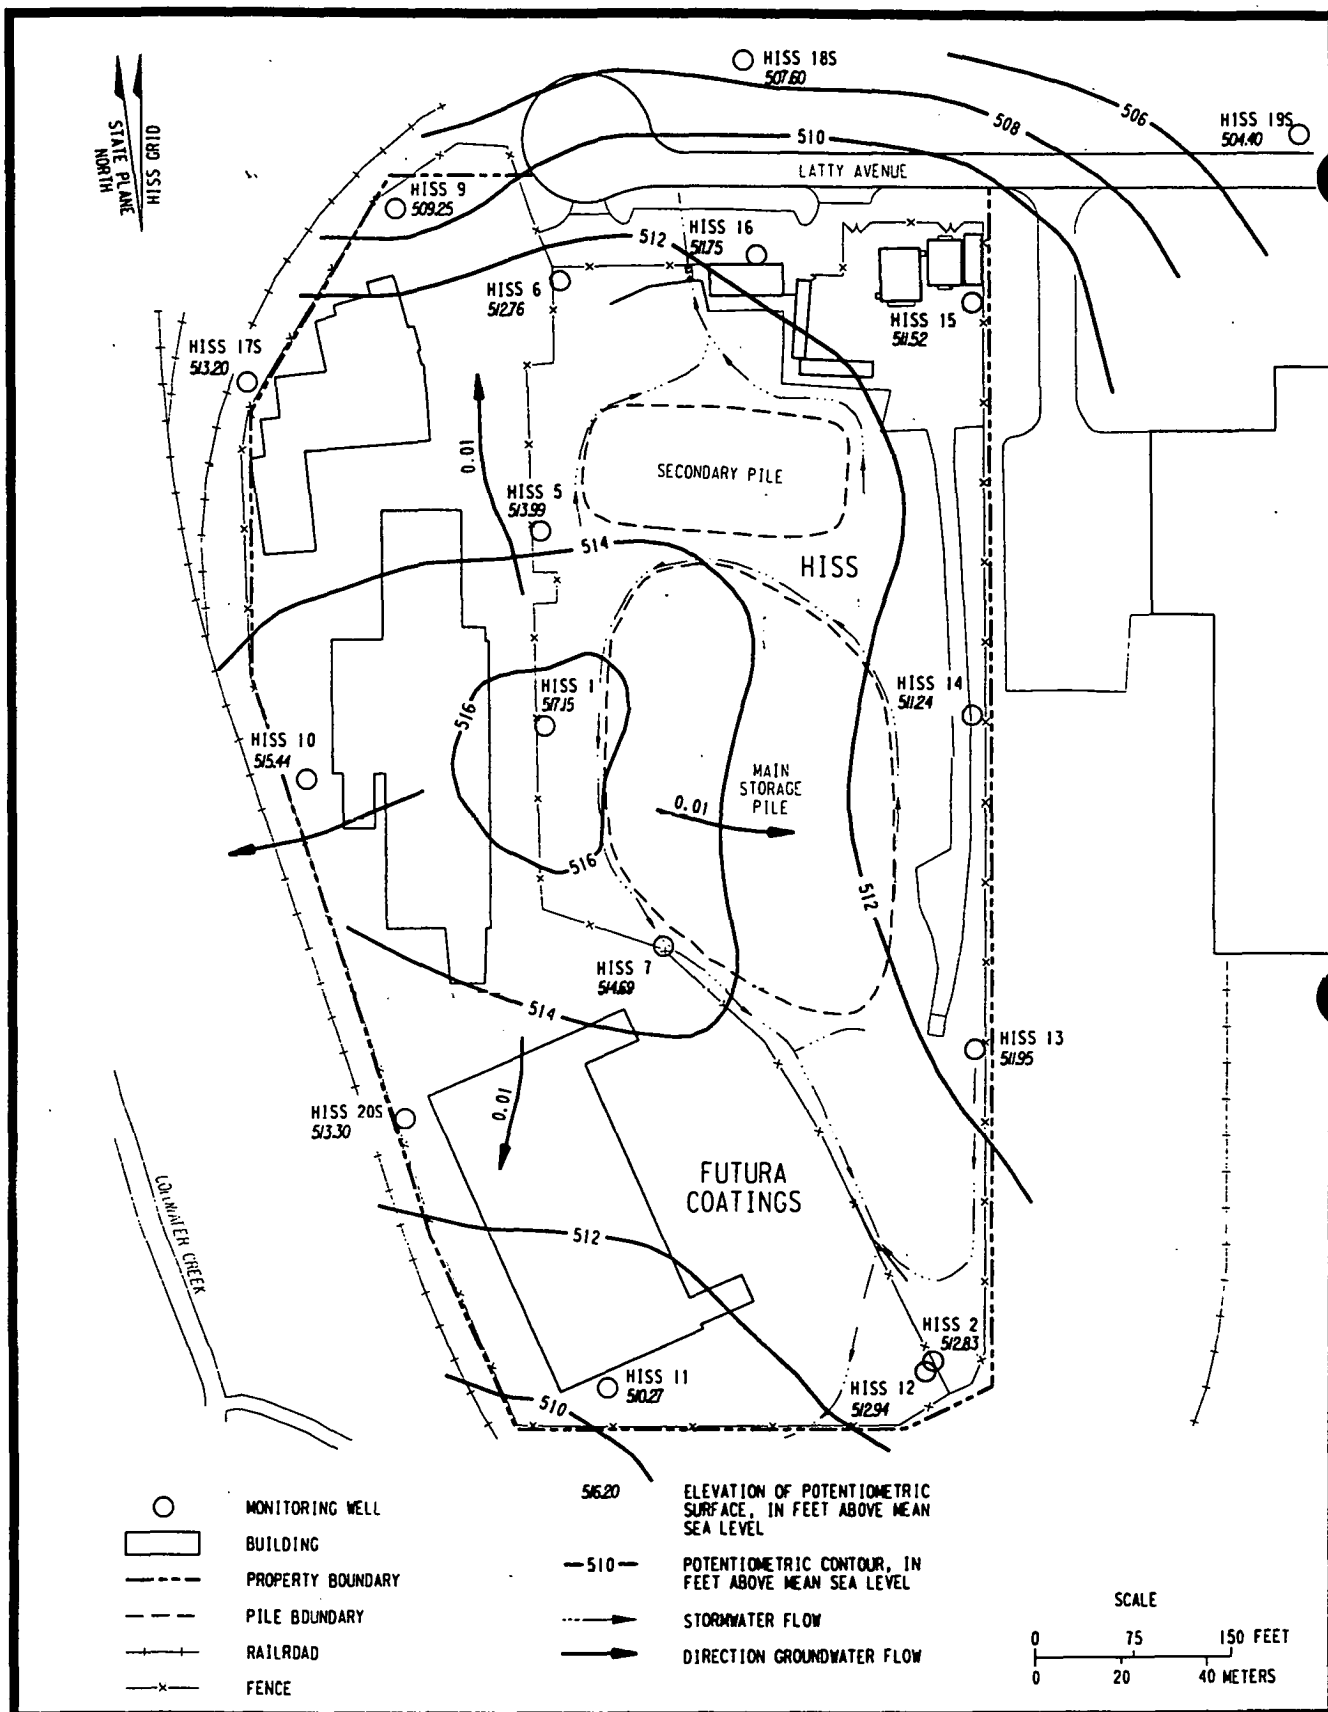 HISS GRID
STATE PLANE
NORTH
HISS 18S
507.60
506
508
HISS 19S
504.40
510
LATTY AVENUE
HISS 9
509.25
512
HISS 16
511.75
HISS 6
512.76
HISS 15
511.52
HISS 17S
513.20
0.01
SECONDARY PILE
HISS 5
513.99
514
HISS
HISS 1
517.15
516
HISS 14
511.24
HISS 10
515.44
MAIN
STORAGE
PILE
0.01
516
512
HISS 7
514.69
514
HISS 13
511.95
0.01
HISS 20S
513.30
FUTURA
COATINGS
COLDWATER CREEK
512
HISS 2
512.83
HISS 11
510.27
HISS 12
512.94
510
MONITORING WELL
BUILDING
PROPERTY BOUNDARY
PILE BOUNDARY
RAILROAD
FENCE
516.20
ELEVATION OF POTENTIOMETRIC
SURFACE, IN FEET ABOVE MEAN
SEA LEVEL
510
POTENTIOMETRIC CONTOUR, IN
FEET ABOVE MEAN SEA LEVEL
STORMWATER FLOW
DIRECTION GROUNDWATER FLOW
SCALE
0 75 150 FEET
0 20 40 METERS